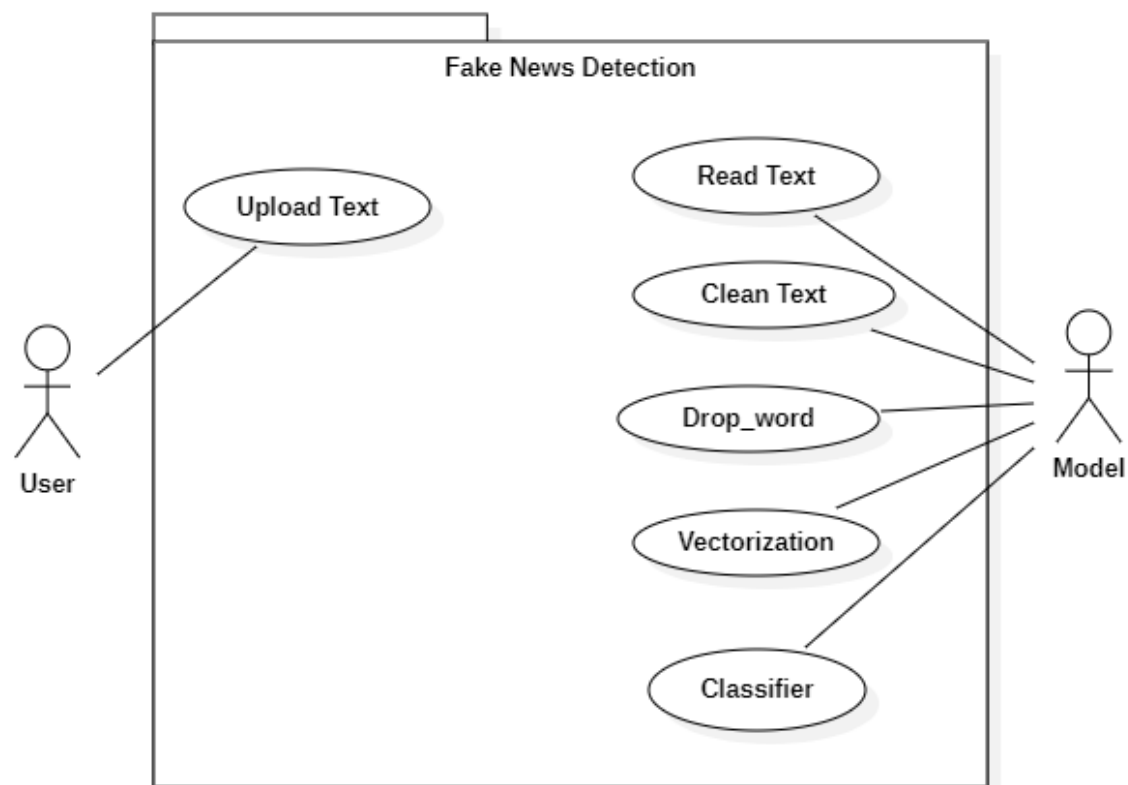 Fake News Detection
Upload Text
Read Text
Clean Text
Drop_word
Vectorization
Classifier
User
Model